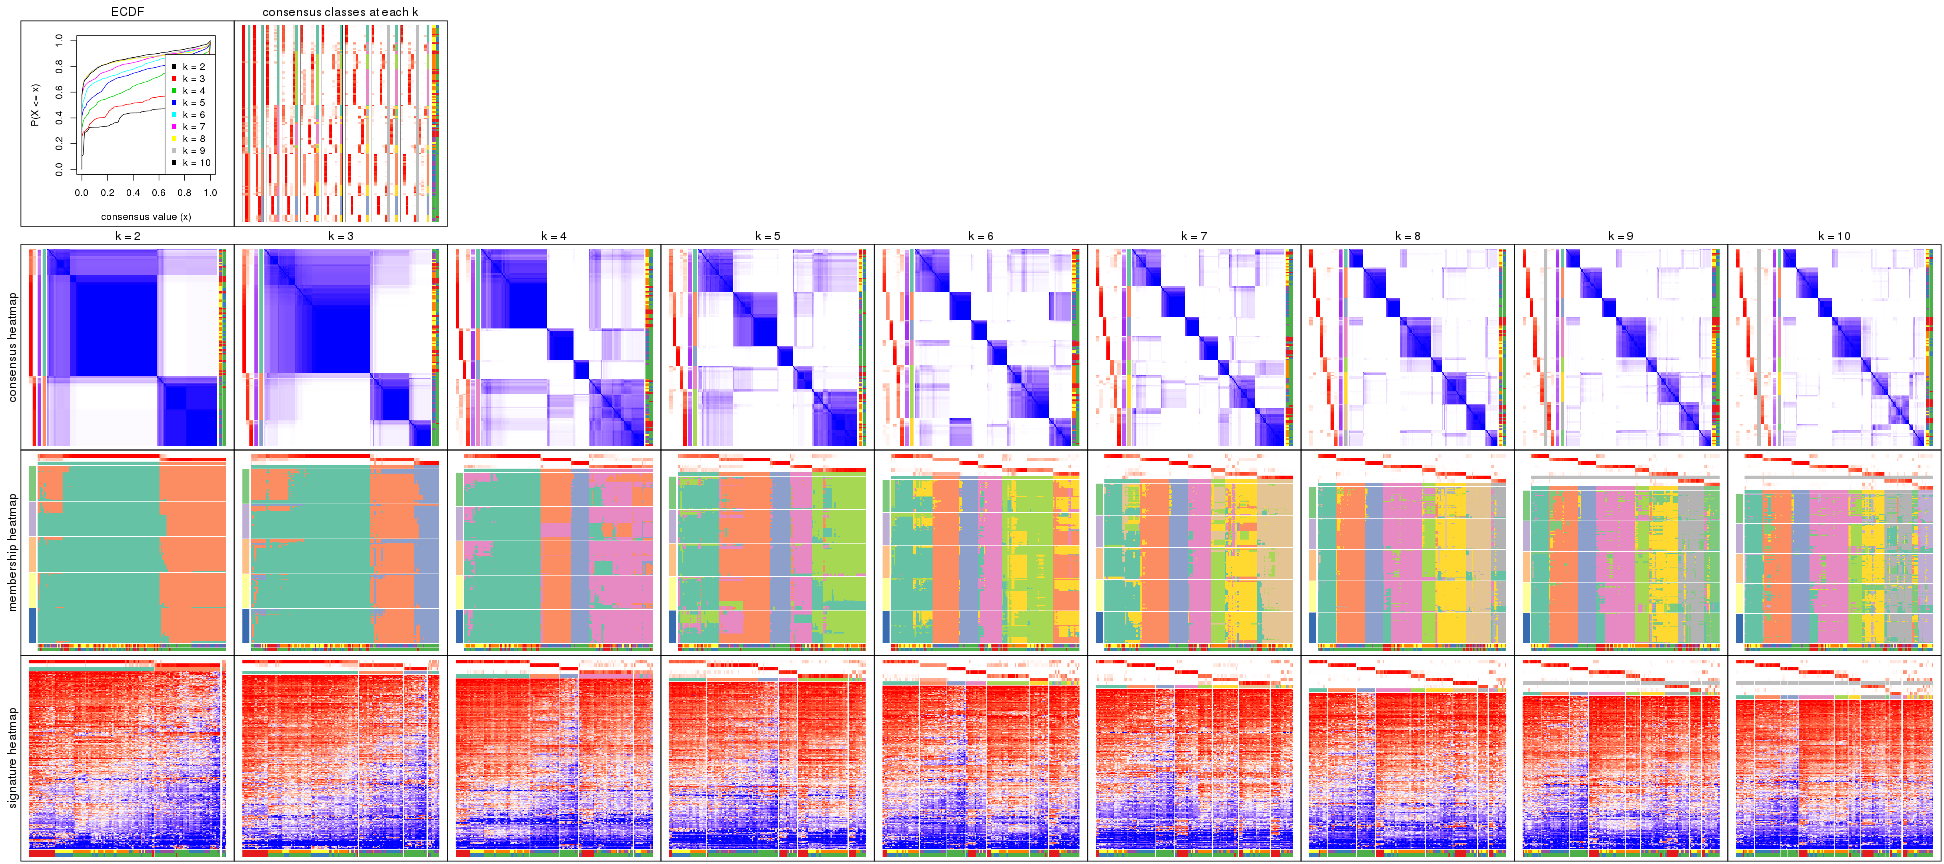 ECDF
consensus classes at each k
P(X <= x)
0.0 0.2 0.4 0.6 0.8 1.0
k = 2
k = 3
k = 4
k = 5
k = 6
k = 7
k = 8
k = 9
k = 10
0.0 0.2 0.4 0.6 0.8 1.0
consensus value (x)
k = 2 k = 3 k = 4 k = 5 k = 6 k = 7 k = 8 k = 9 k = 10
consensus heatmap
membership heatmap
signature heatmap